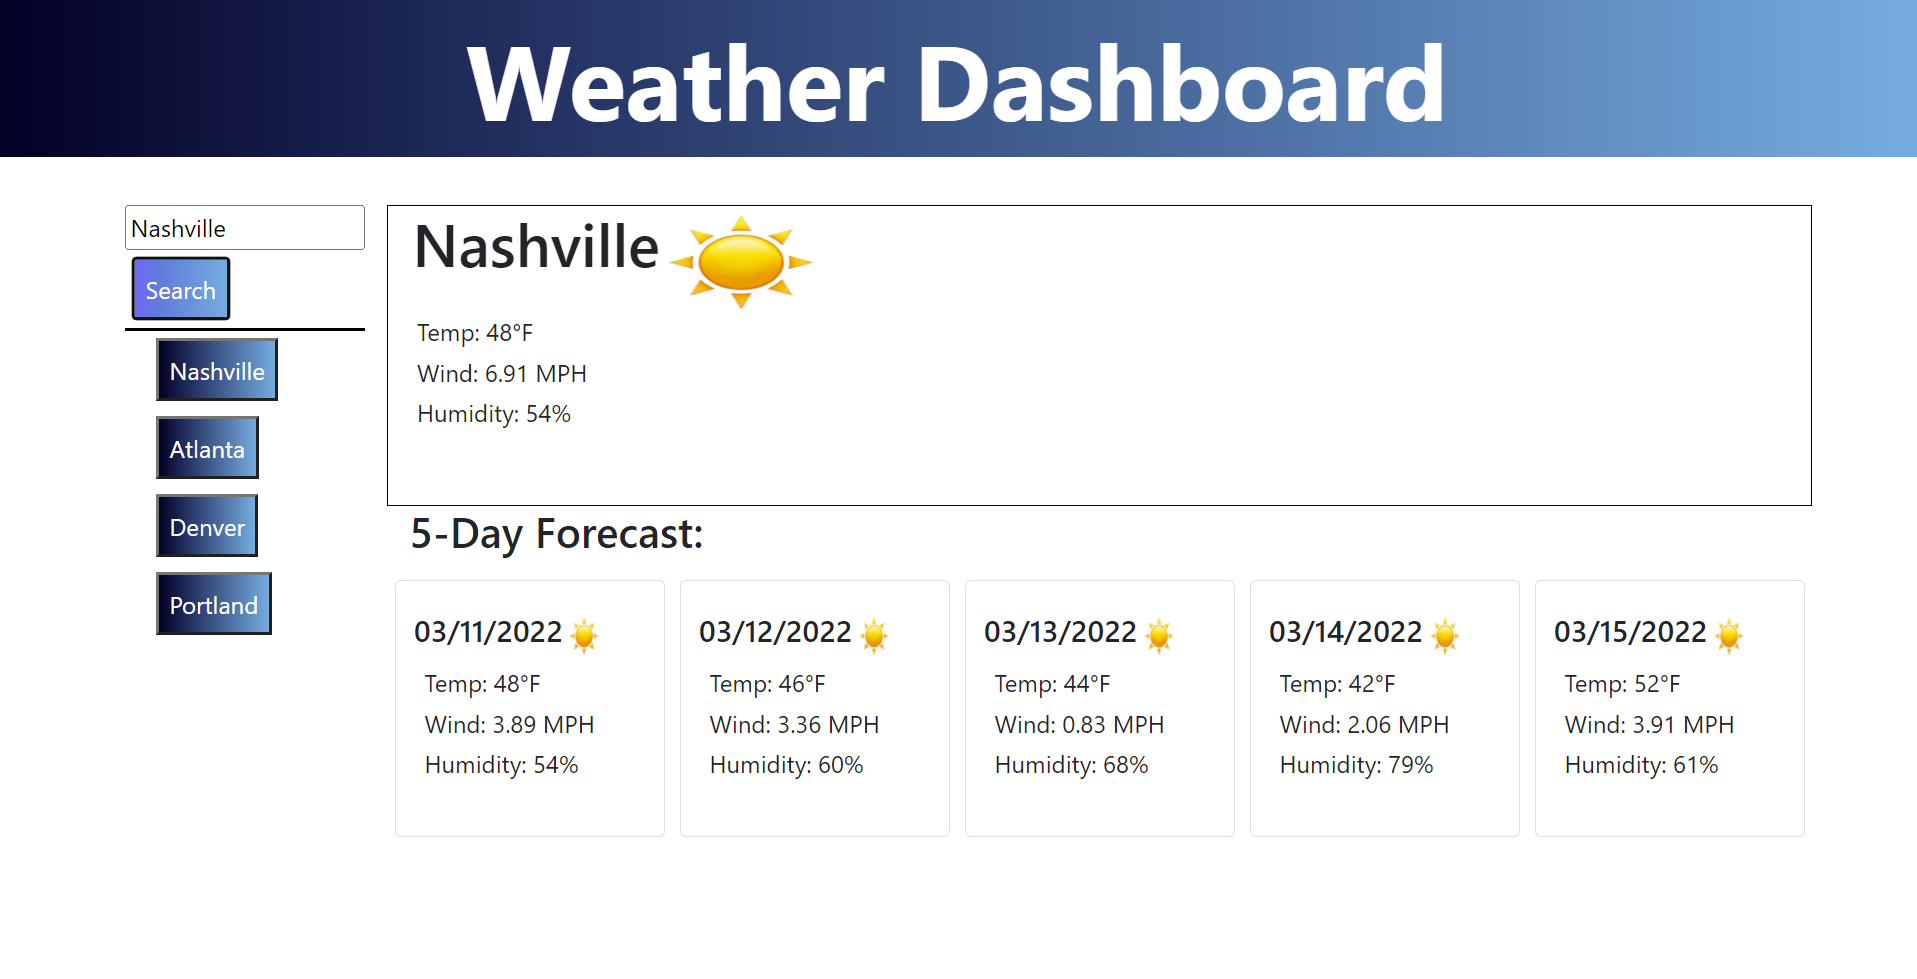 Weather Dashboard
Nashville
Search
Nashville
Atlanta
Denver
Portland
Nashville
Temp: 48°F
Wind: 6.91 MPH
Humidity: 54%
5-Day Forecast:
03/11/2022
Temp: 48°F
Wind: 3.89 MPH
Humidity: 54%
03/12/2022
Temp: 46°F
Wind: 3.36 MPH
Humidity: 60%
03/13/2022
Temp: 44°F
Wind: 0.83 MPH
Humidity: 68%
03/14/2022
Temp: 42°F
Wind: 2.06 MPH
Humidity: 79%
03/15/2022
Temp: 52°F
Wind: 3.91 MPH
Humidity: 61%